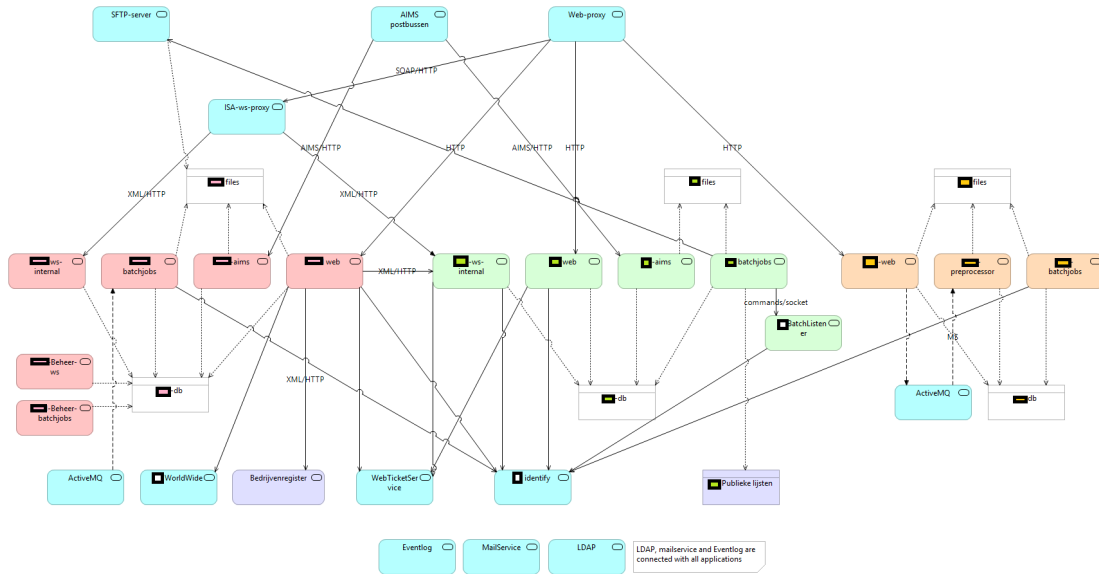 SFTP-server
AIMS
postbussen
Web-proxy
SOAP/HTTP
ISA-ws-proxy
AIMS/HTTP
HTTP
AIMS/HTTP
HTTP
HTTP
XML/HTTP
XML/HTTP
files
files
files
ws-
internal
batchjobs
-aims
web
XML/HTTP
-ws-
internal
web
-aims
batchjobs
-web
-
preprocessor
-
batchjobs
commands/socket
BatchListen
er
MB
-Beheer-
ws
-Beheer-
batchjobs
-db
XML/HTTP
-db
ActiveMQ
db
ActiveMQ
WorldWide
Bedrijvenregister
WebTicketSer
vice
identify
Publieke lijsten
Eventlog
MailService
LDAP
LDAP, mailservice and Eventlog are
connected with all applications